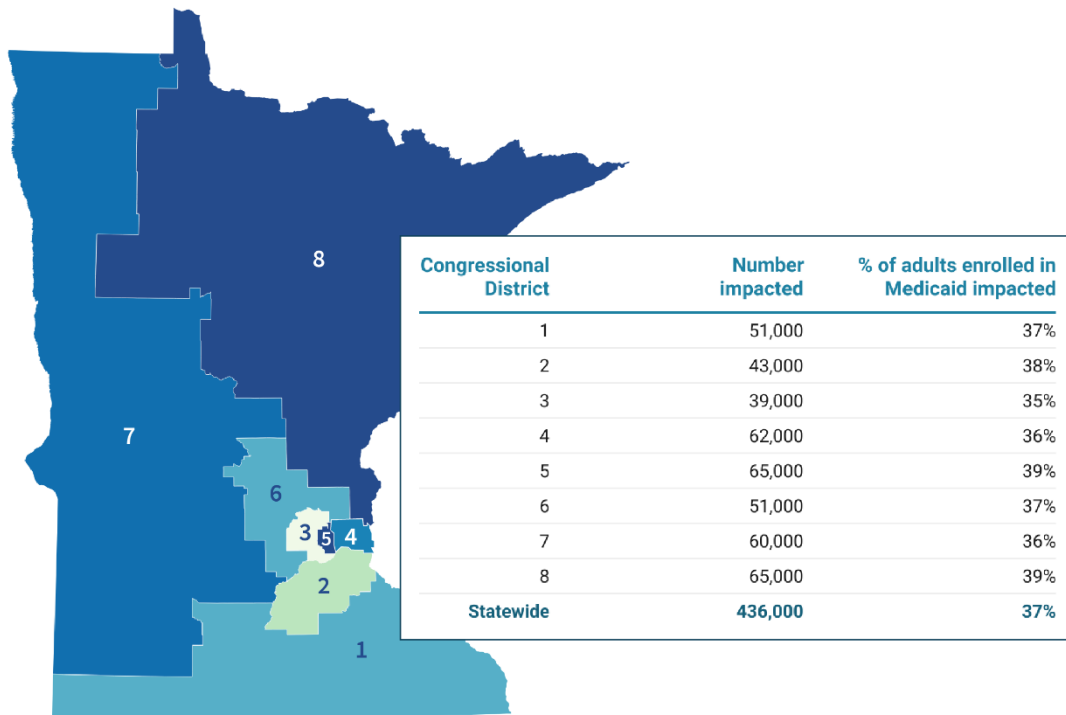 8
7
6
3
5
4
2
1
Congressional District Number impacted % of adults enrolled in Medicaid impacted
1 51,000 37%
2 43,000 38%
3 39,000 35%
4 62,000 36%
5 65,000 39%
6 51,000 37%
7 60,000 36%
8 65,000 39%
Statewide 436,000 37%